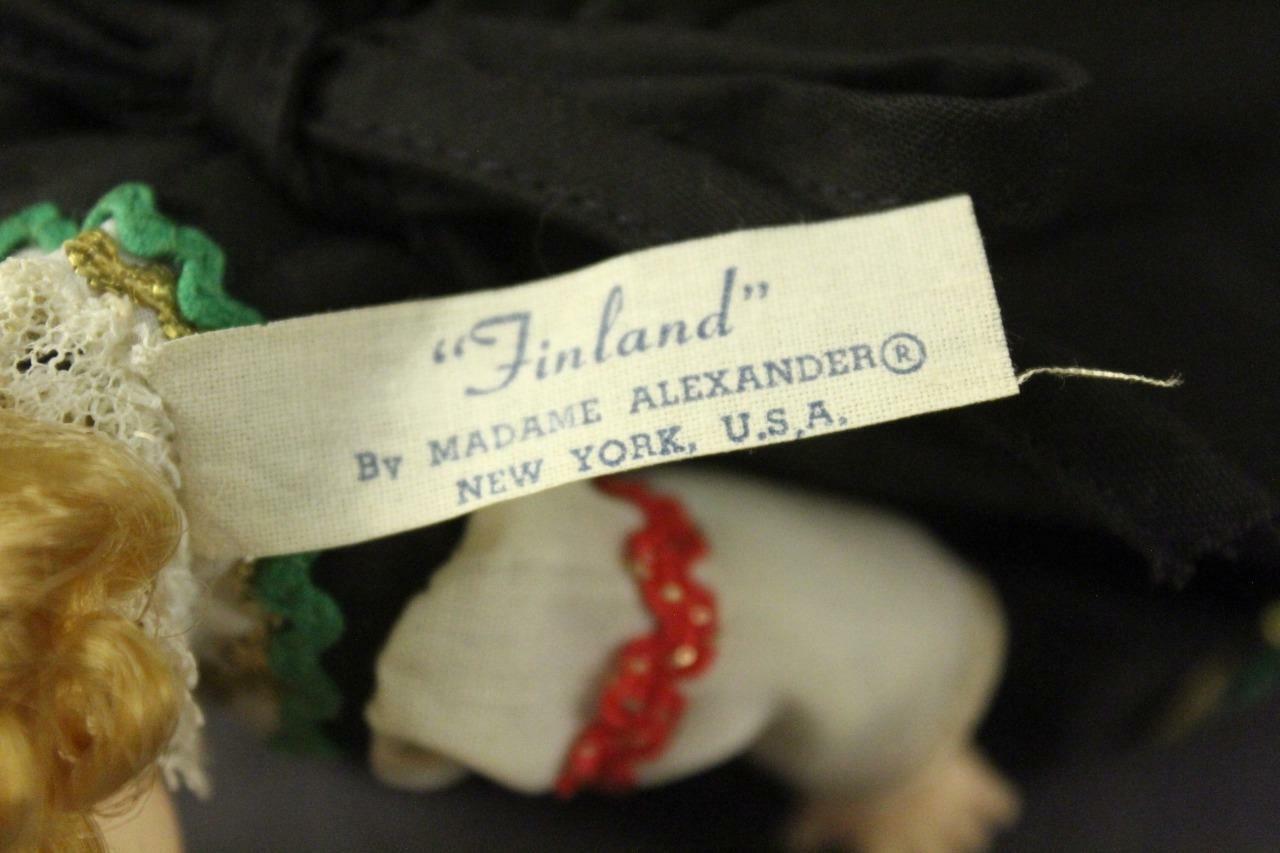 “Finland”
By MADAME ALEXANDER®
NEW YORK, U.S.A.